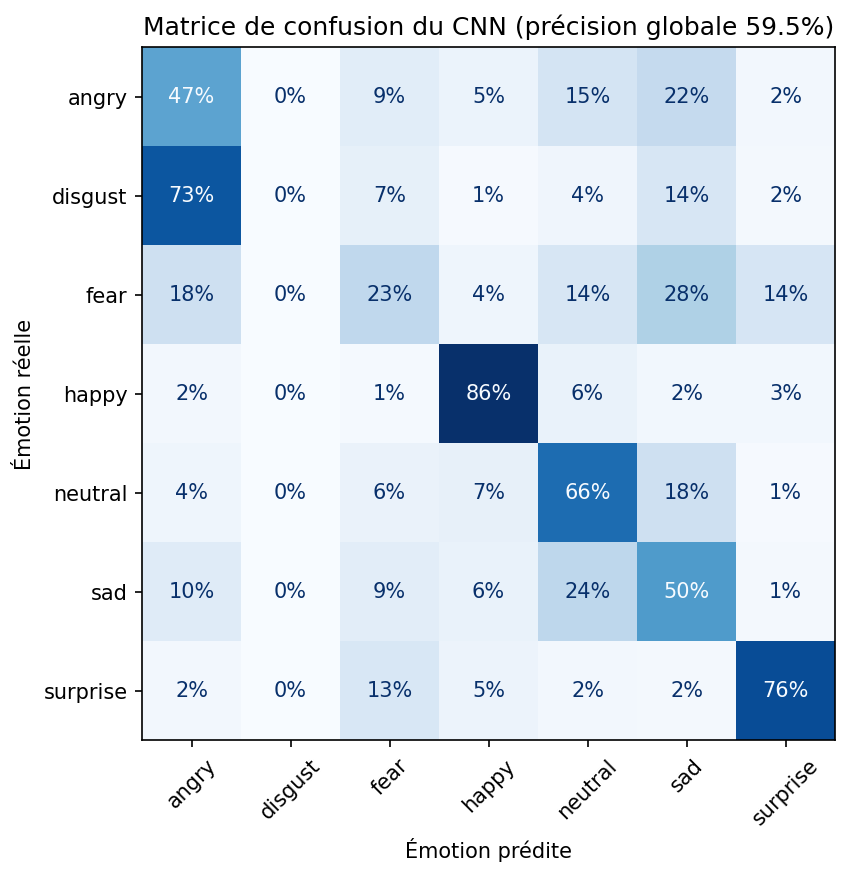 Matrice de confusion du CNN (précision globale 59.5%)
angry 47% 0% 9% 5% 15% 22% 2%
disgust 73% 0% 7% 1% 4% 14% 2%
fear 18% 0% 23% 4% 14% 28% 14%
happy 2% 0% 1% 86% 6% 2% 3%
neutral 4% 0% 6% 7% 66% 18% 1%
sad 10% 0% 9% 6% 24% 50% 1%
surprise 2% 0% 13% 5% 2% 2% 76%
Émotion réelle
angry disgust fear happy neutral sad surprise
Émotion prédite